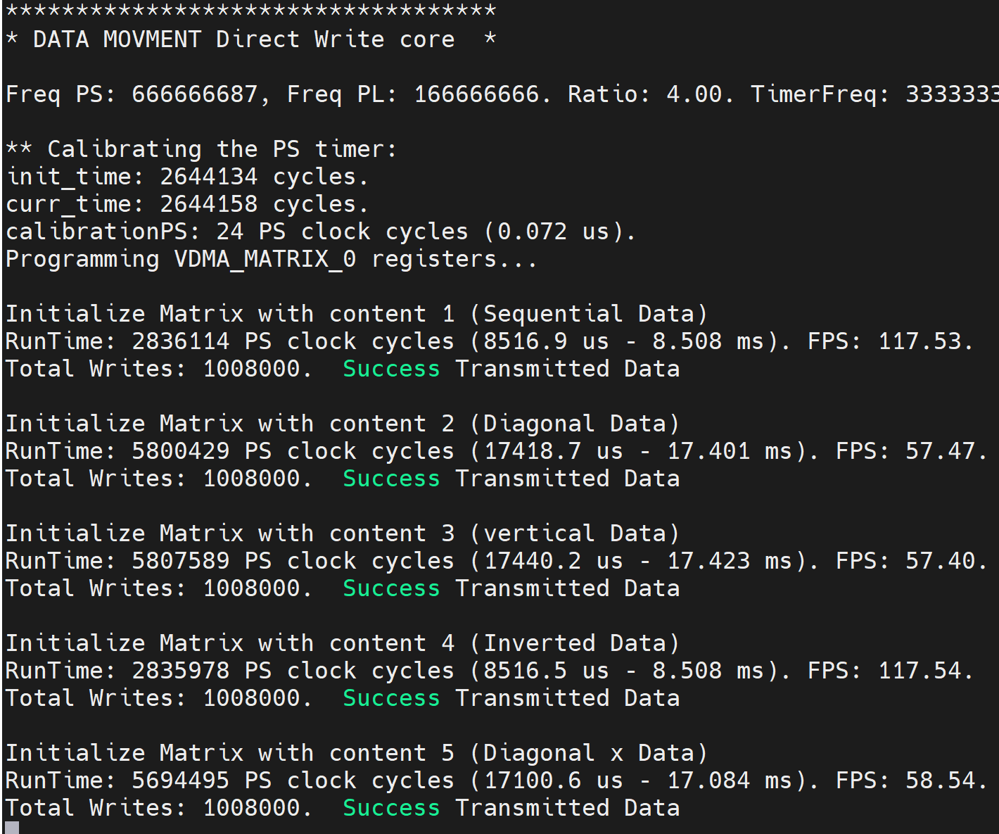 ***********************************
* DATA MOVMENT Direct Write core  *
Freq PS: 666666687, Freq PL: 166666666. Ratio: 4.00. TimerFreq: 3333333
** Calibrating the PS timer:
init_time: 2644134 cycles.
curr_time: 2644158 cycles.
calibrationPS: 24 PS clock cycles (0.072 us).
Programming VDMA_MATRIX_0 registers...
Initialize Matrix with content 1 (Sequential Data)
RunTime: 2836114 PS clock cycles (8516.9 us - 8.508 ms). FPS: 117.53.
Total Writes: 1008000.  Success Transmitted Data
Initialize Matrix with content 2 (Diagonal Data)
RunTime: 5800429 PS clock cycles (17418.7 us - 17.401 ms). FPS: 57.47.
Total Writes: 1008000.  Success Transmitted Data
Initialize Matrix with content 3 (vertical Data)
RunTime: 5807589 PS clock cycles (17440.2 us - 17.423 ms). FPS: 57.40.
Total Writes: 1008000.  Success Transmitted Data
Initialize Matrix with content 4 (Inverted Data)
RunTime: 2835978 PS clock cycles (8516.5 us - 8.508 ms). FPS: 117.54.
Total Writes: 1008000.  Success Transmitted Data
Initialize Matrix with content 5 (Diagonal x Data)
RunTime: 5694495 PS clock cycles (17100.6 us - 17.084 ms). FPS: 58.54.
Total Writes: 1008000.  Success Transmitted Data